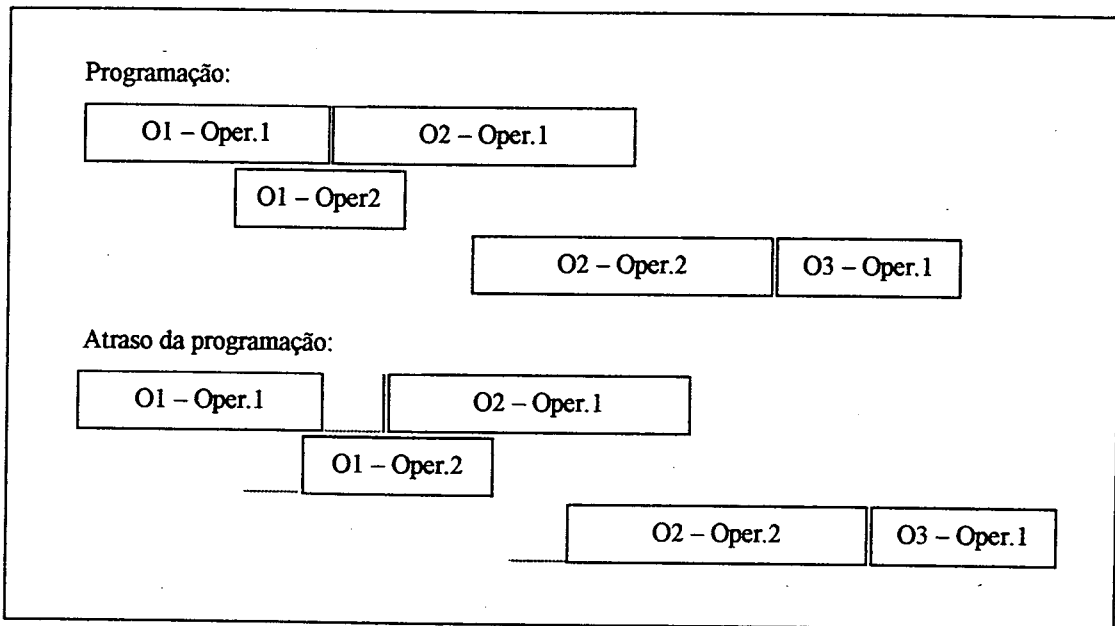 Programação:
O1 – Oper.1 O2 – Oper.1
O1 – Oper2
O2 – Oper.2 O3 – Oper.1
Atraso da programação:
O1 – Oper.1 O2 – Oper.1
O1 – Oper.2
O2 – Oper.2 O3 – Oper.1